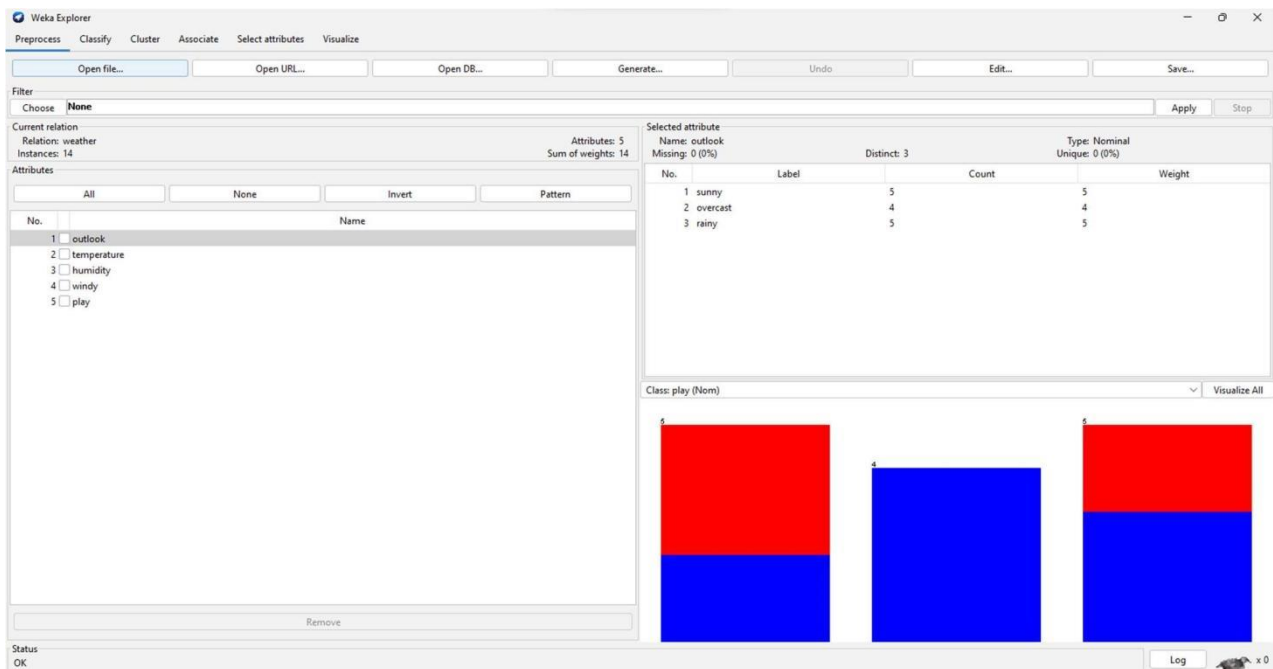 Weka Explorer
Preprocess Classify Cluster Associate Select attributes Visualize
Open file... Open URL... Open DB... Generate... Undo Edit... Save...
Filter
Choose None Apply Stop
Current relation
Relation: weather Attributes: 5
Instances: 14 Sum of weights: 14
Attributes
All None Invert Pattern
No. Name
1 outlook
2 temperature
3 humidity
4 windy
5 play
Remove
Selected attribute
Name: outlook Type: Nominal
Missing: 0 (0%) Distinct: 3 Unique: 0 (0%)
No. Label Count Weight
1 sunny 5 5
2 overcast 4 4
3 rainy 5 5
Class: play (Nom) Visualize All
5 4 5
Status
OK Log x 0